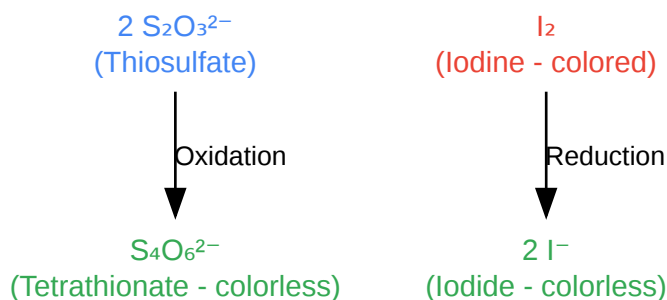 2 S₂O₃²⁻
(Thiosulfate)
I₂
(Iodine - colored)
Oxidation
Reduction
S₄O₆²⁻
(Tetrathionate - colorless)
2 I⁻
(Iodide - colorless)